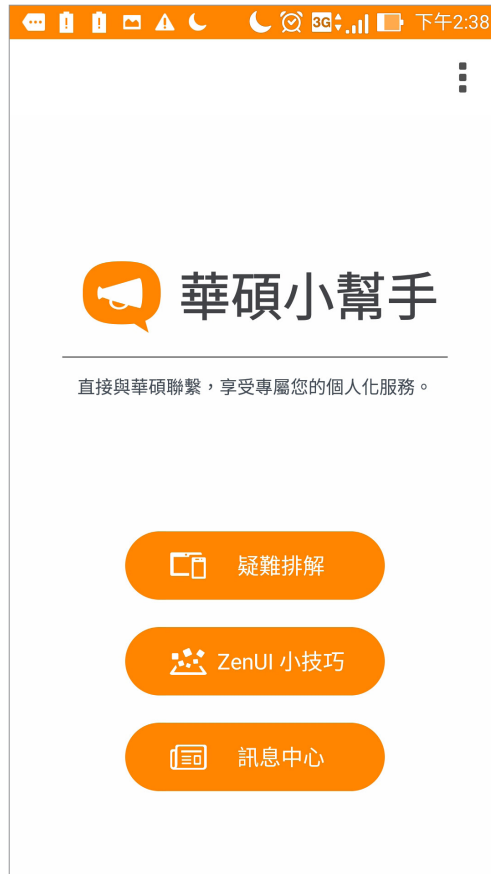 3G 下午2:38
華碩小幫手
直接與華碩聯繫，享受專屬您的個人化服務。
疑難排解
ZenUI 小技巧
訊息中心